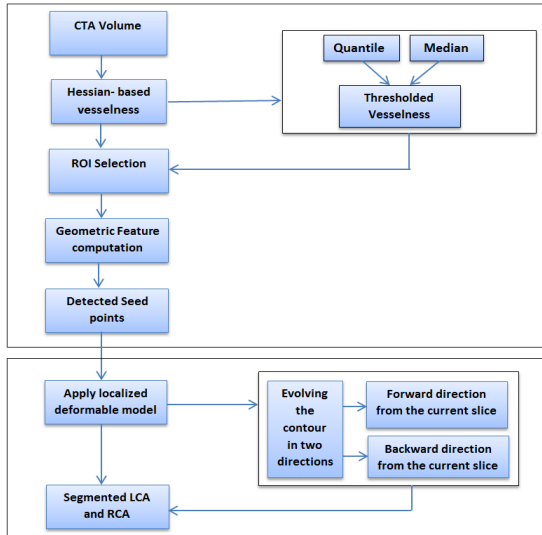 CTA Volume
Hessian- based
vesselness
Quantile
Median
Thresholded
Vesselness
ROI Selection
Geometric Feature
computation
Detected Seed
points
Apply localized
deformable model
Evolving
the
contour
in two
directions
Forward direction
from the current slice
Backward direction
from the current slice
Segmented LCA
and RCA